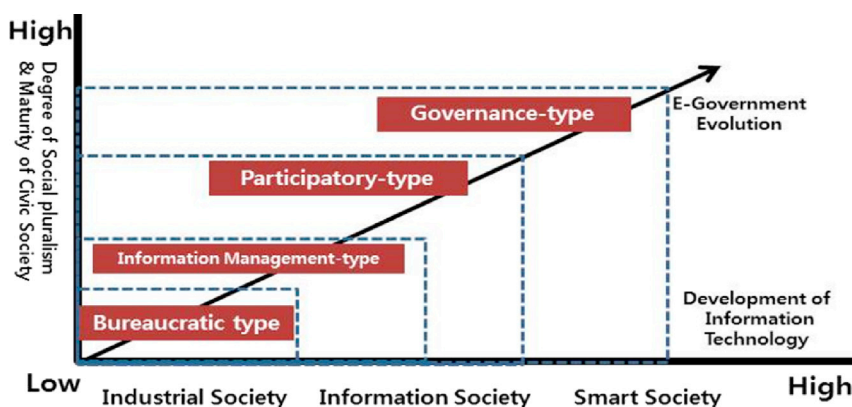 High
Degree of Social pluralism
& Maturity of Civic Society
Governance-type
E-Government
Evolution
Participatory-type
Information Management-type
Bureaucratic type
Development of
Information
Technology
Low
Industrial Society
Information Society
Smart Society
High